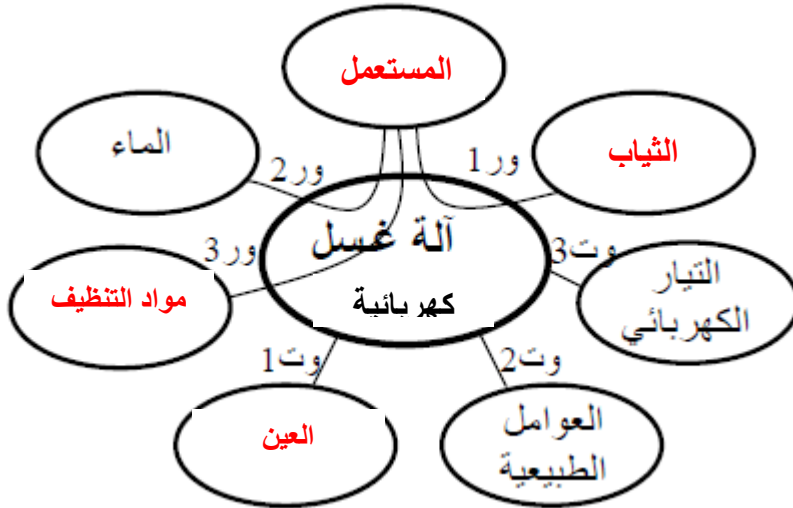 المستعمل
الثياب
الماء
ور1
ور2
آلة غسل
كهربائية
ور3
مواد التنظيف
وت3
التيار
الكهربائي
وت2
وت1
العوامل
الطبيعية
العين